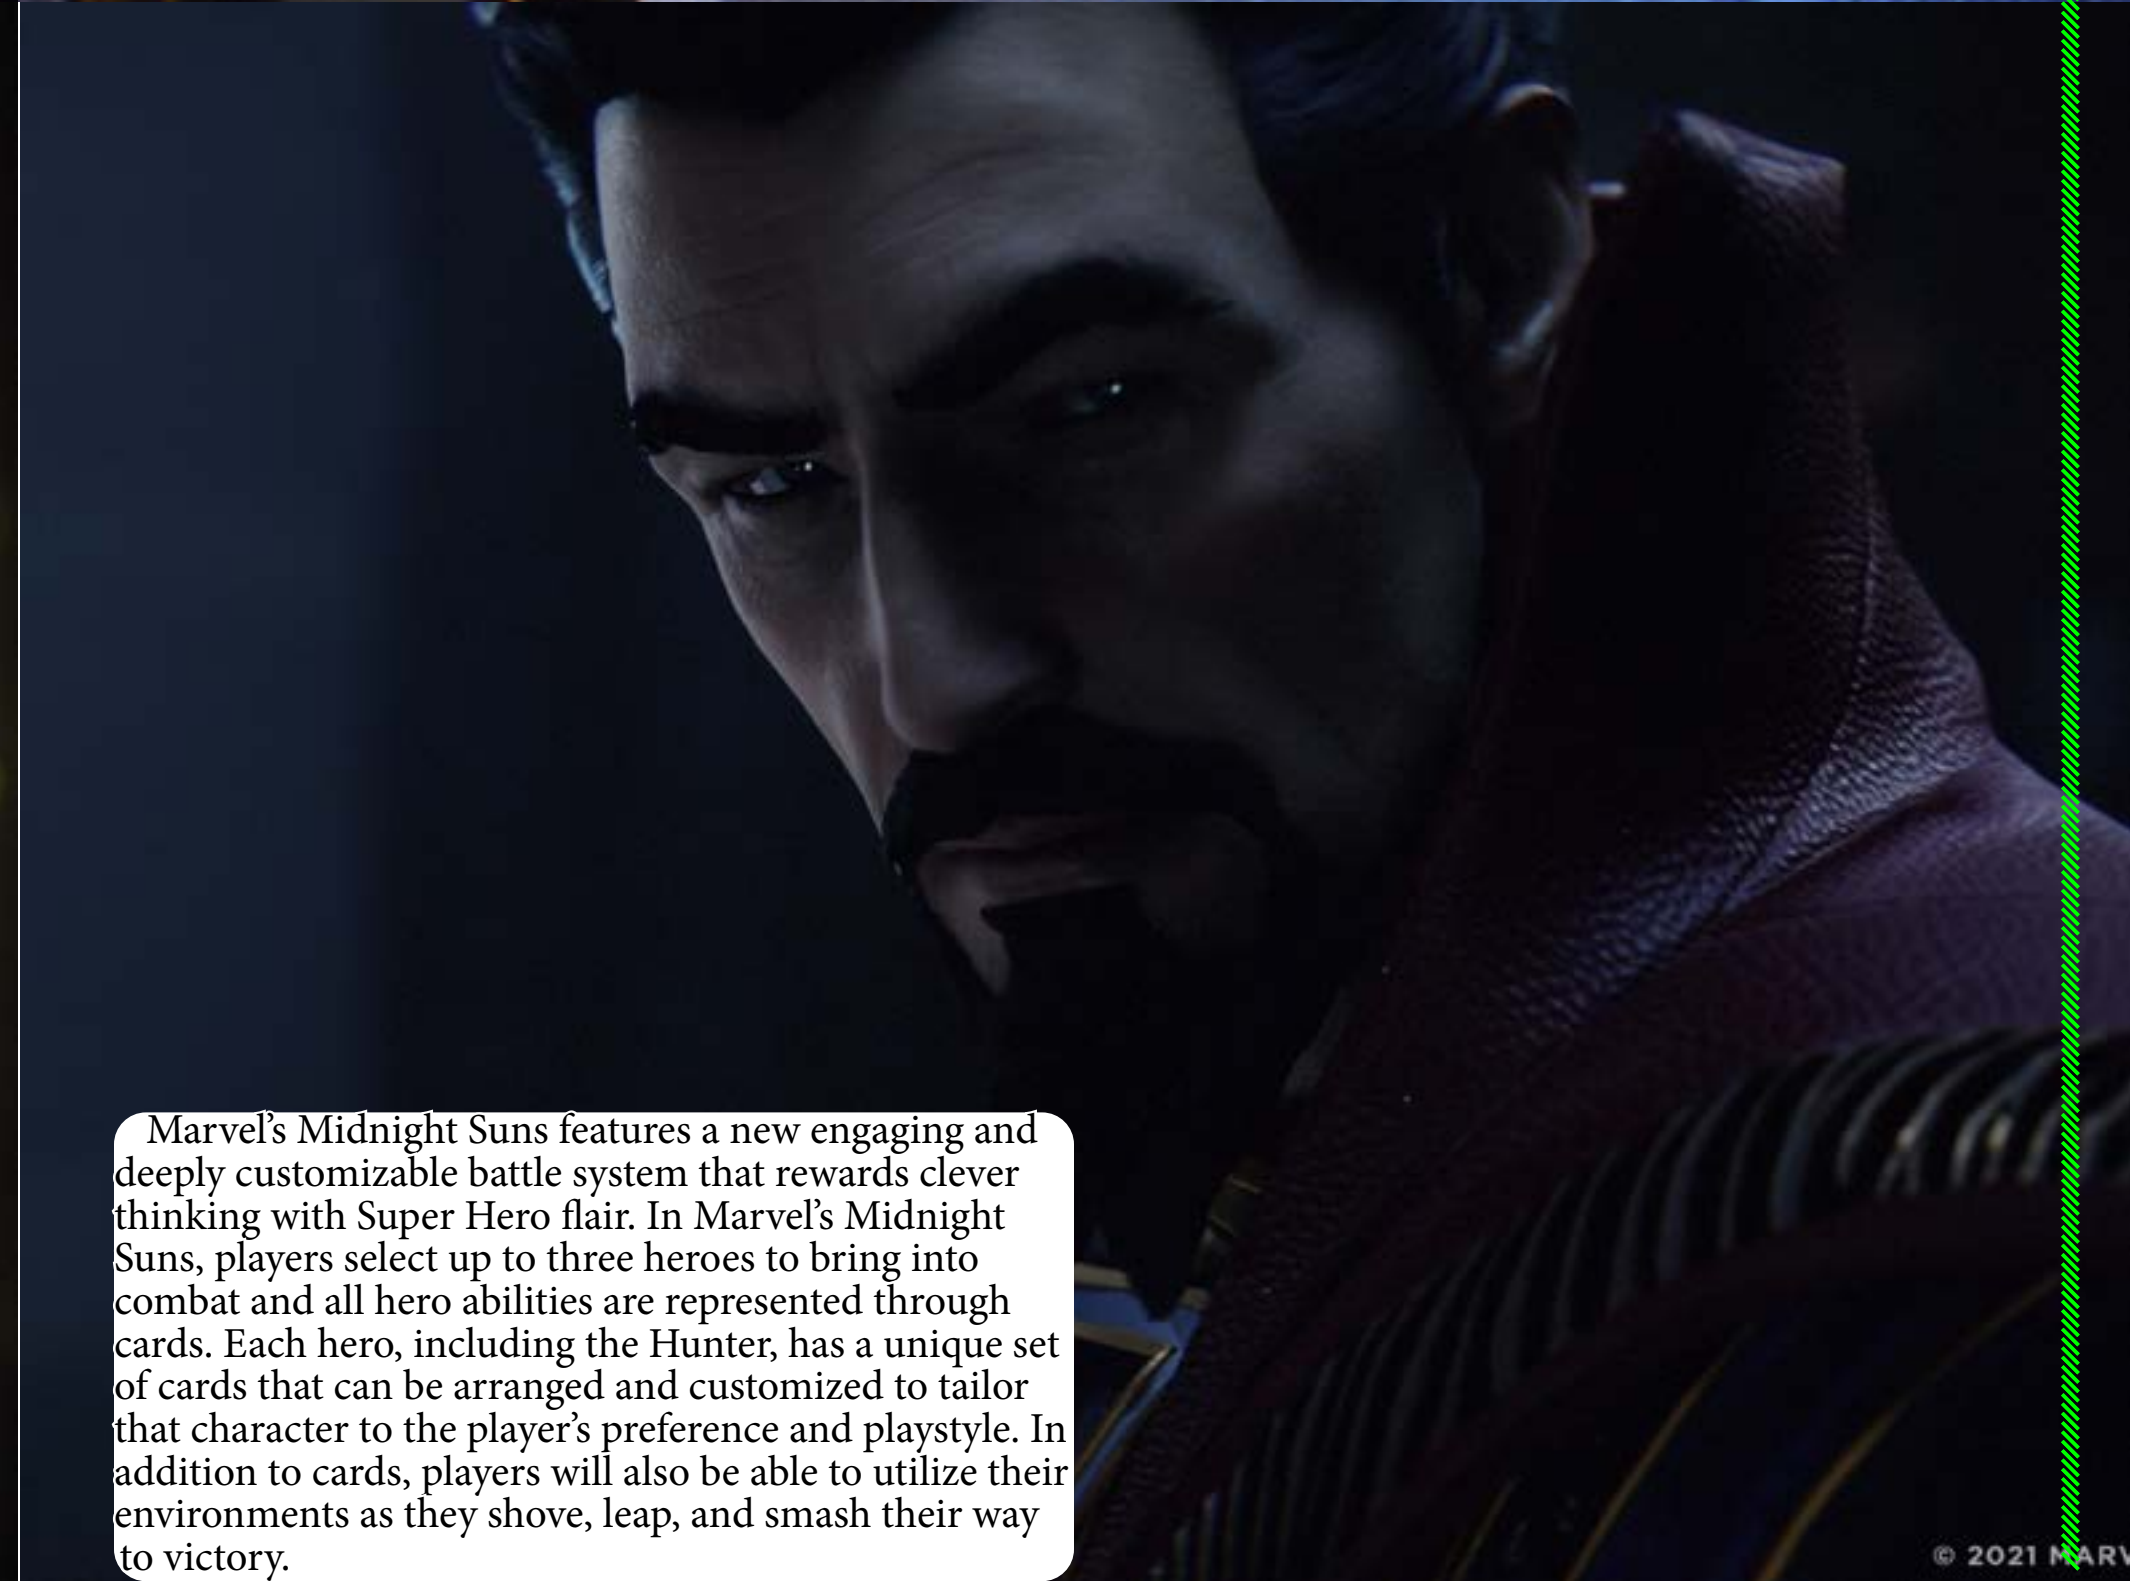 Marvel’s Midnight Suns features a new engaging and
deeply customizable battle system that rewards clever
thinking with Super Hero flair. In Marvel’s Midnight
Suns, players select up to three heroes to bring into
combat and all hero abilities are represented through
cards. Each hero, including the Hunter, has a unique set
of cards that can be arranged and customized to tailor
that character to the player’s preference and playstyle. In
addition to cards, players will also be able to utilize their
environments as they shove, leap, and smash their way
to victory.
© 2021 MARV